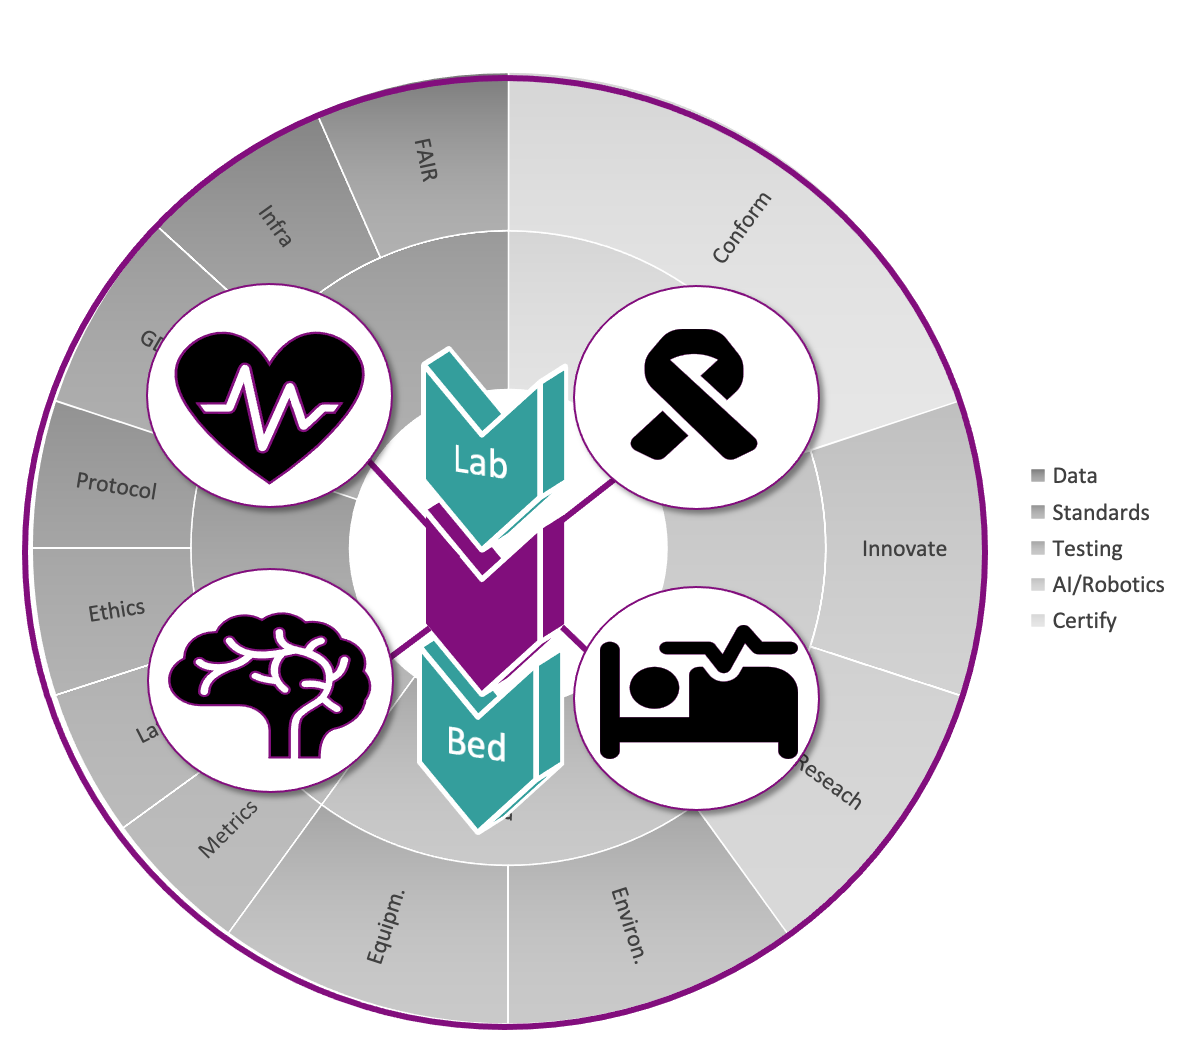 FAIR
Conform
Infra
Protocol
Lab
Innovate
Ethics
Bed
Reseach
Metrics
Equipm.
Environ.
Data
Standards
Testing
AI/Robotics
Certify